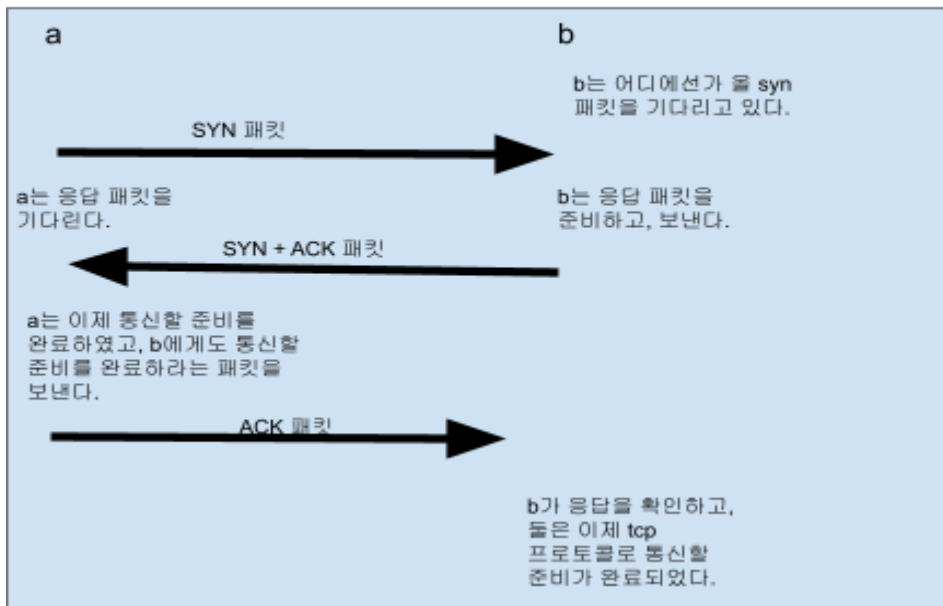 a
b
b는 어디에선가 올 syn
패킷을 기다리고 있다.
SYN 패킷
a는 응답 패킷을
기다린다.
b는 응답 패킷을
준비하고, 보낸다.
SYN + ACK 패킷
a는 이제 통신할 준비를
완료하였고, b에게도 통신할
준비를 완료하라는 패킷을
보낸다.
ACK 패킷
b가 응답을 확인하고,
둘은 이제 tcp
프로토콜로 통신할
준비가 완료되었다.